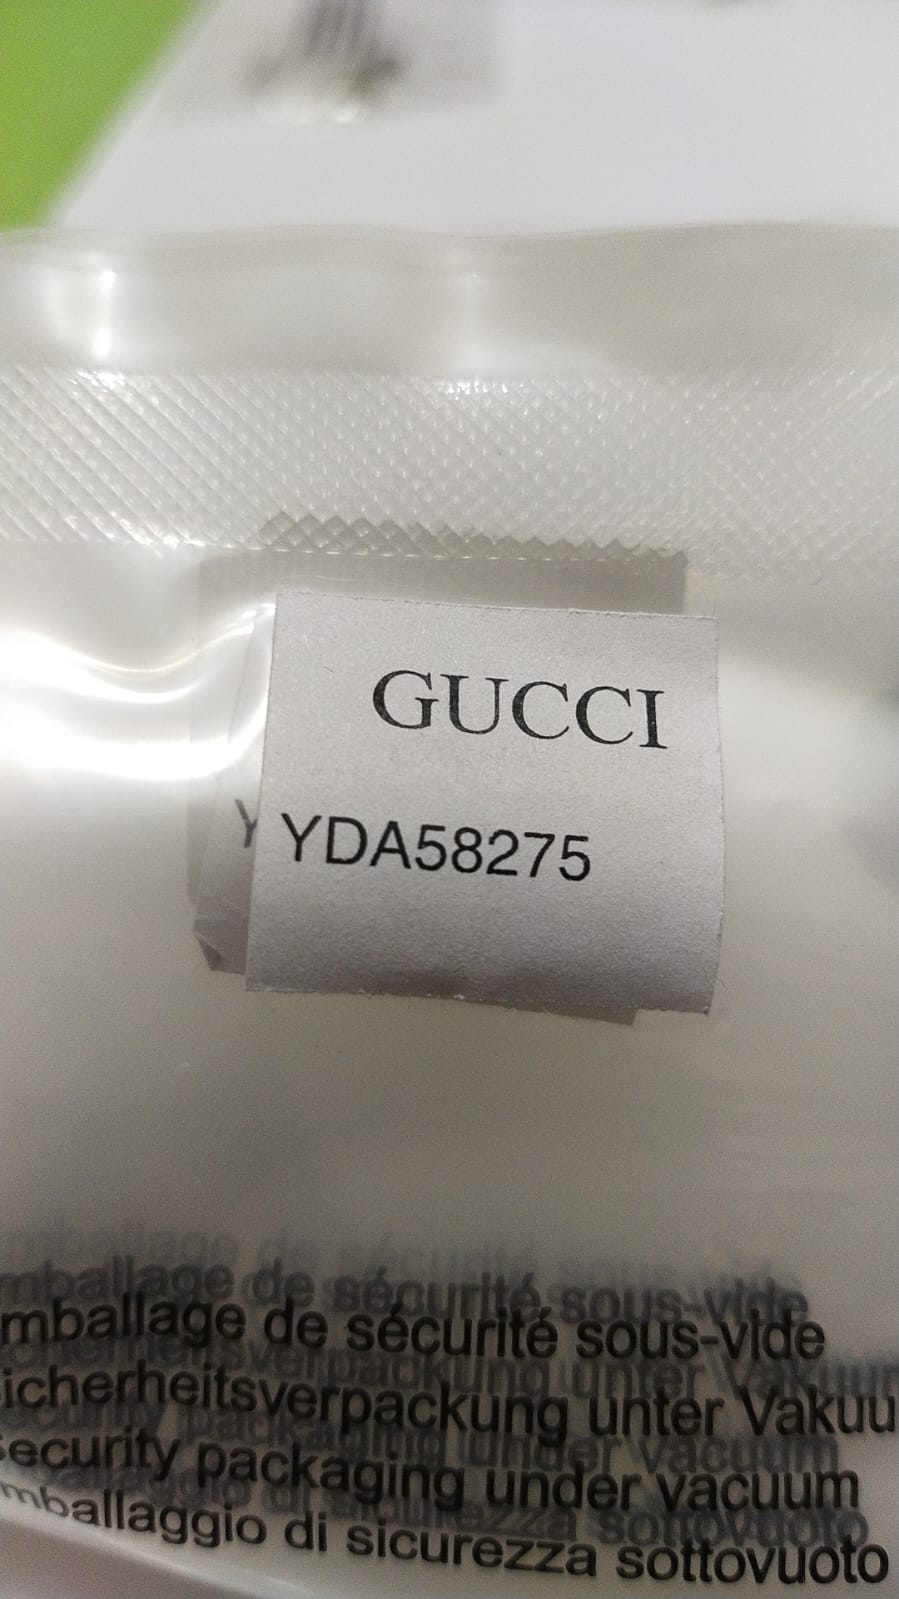 GUCCI
YDA58275
Y
mballage de sécurité sous-vide
icherheitsverpackung unter Vakuu
ecurity packaging under vacuum
mballaggio di sicurezza sottovuoto